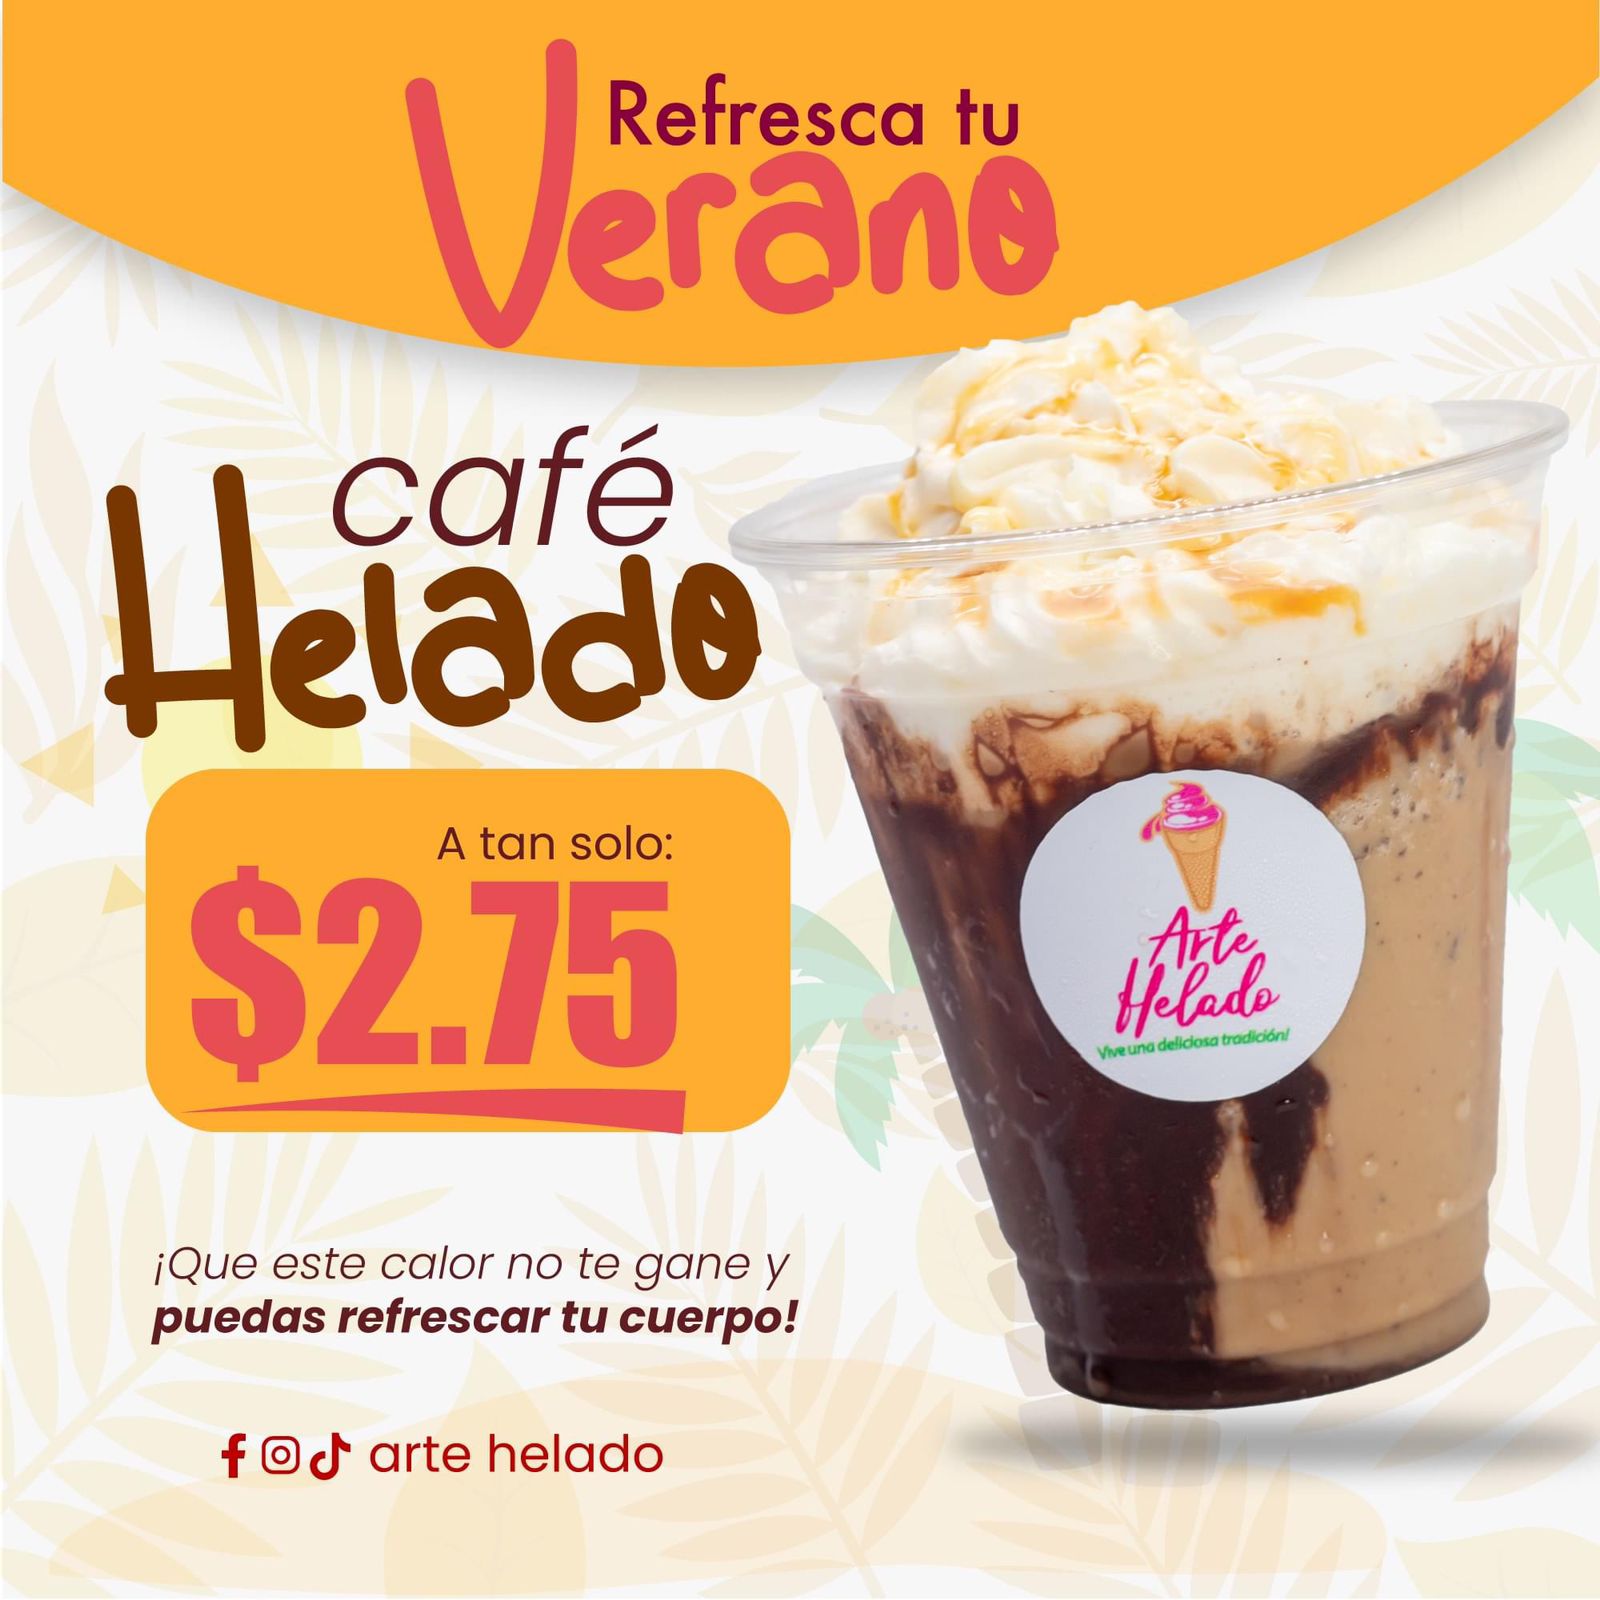 Refresca tu
Verano
café
Helado
A tan solo:
$2.75
Arte
Helado
Vive una deliciosa tradición!
¡Que este calor no te gane y
puedas refrescar tu cuerpo!
arte helado